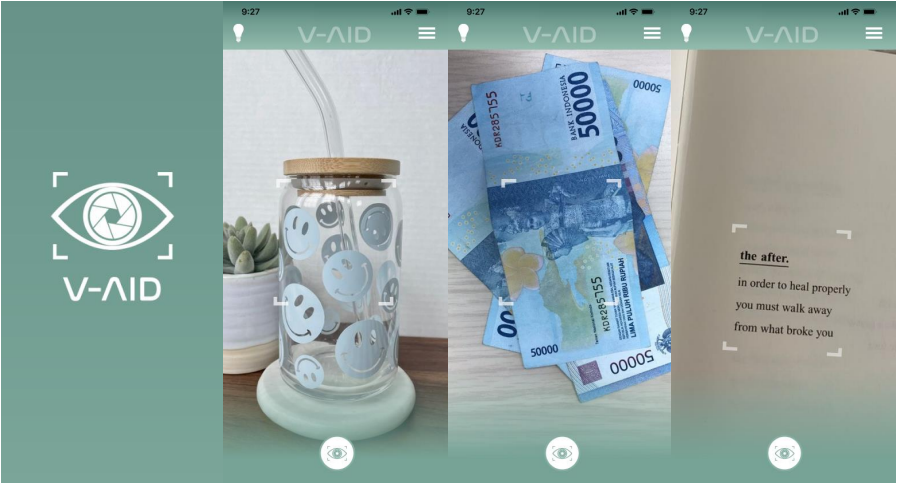 V-AID
9:27
V-AID
9:27
V-AID
50000
BANK INDONESIA
KDR285755
50000
KDR285755
LIMA PULUH RIBU RUPIAH
50000
50000
9:27
V-AID
the after.
in order to heal properly
you must walk away
from what broke you